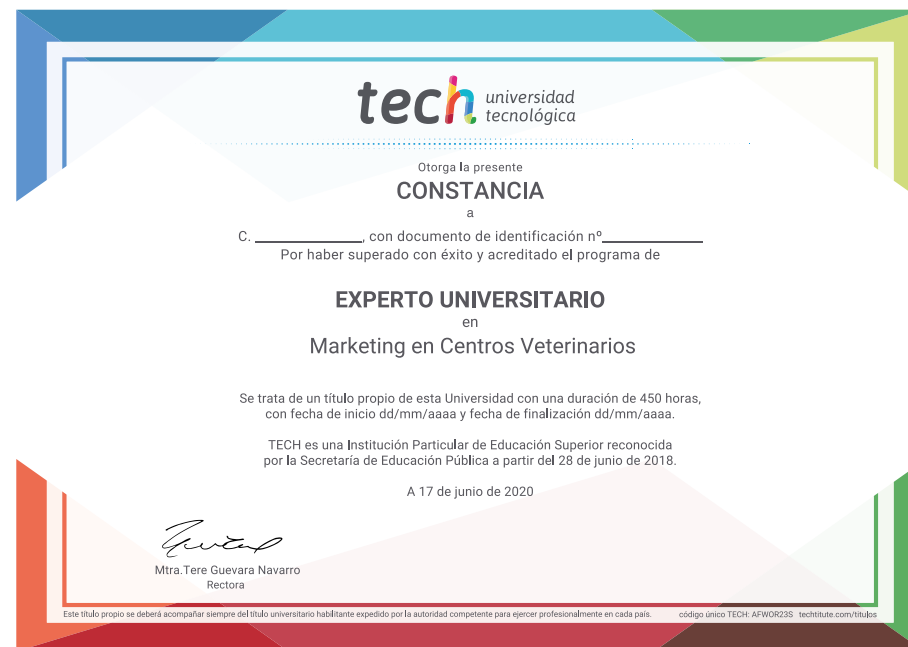 tech universidad
tecnológica
Otorga la presente
CONSTANCIA
a
C. ______________, con documento de identificación nº_____________
Por haber superado con éxito y acreditado el programa de
EXPERTO UNIVERSITARIO
en
Marketing en Centros Veterinarios
Se trata de un título propio de esta Universidad con una duración de 450 horas,
con fecha de inicio dd/mm/aaaa y fecha de finalización dd/mm/aaaa.
TECH es una Institución Particular de Educación Superior reconocida
por la Secretaría de Educación Pública a partir del 28 de junio de 2018.
A 17 de junio de 2020
Mtra.Tere Guevara Navarro
Rectora
Este título propio se deberá acompañar siempre del título universitario habilitante expedido por la autoridad competente para ejercer profesionalmente en cada país. código único TECH: AFWOR23S techtitute.com/títulos